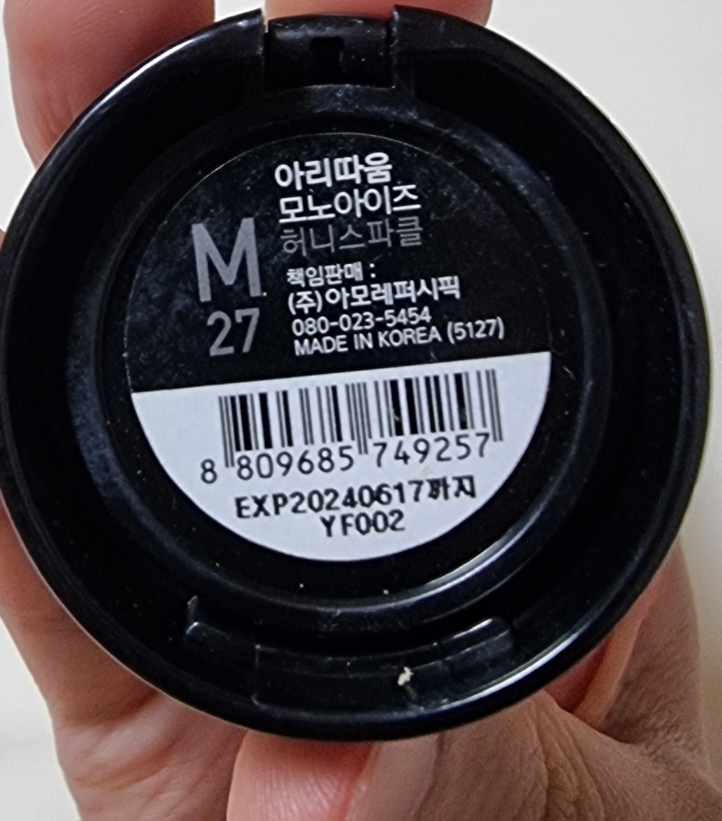 아리따움
모노아이즈
허니스파클
M
27
책임판매 :
(주)아모레퍼시픽
080-023-5454
MADE IN KOREA (5127)
8 809685 749257
EXP20240617까지
YF002